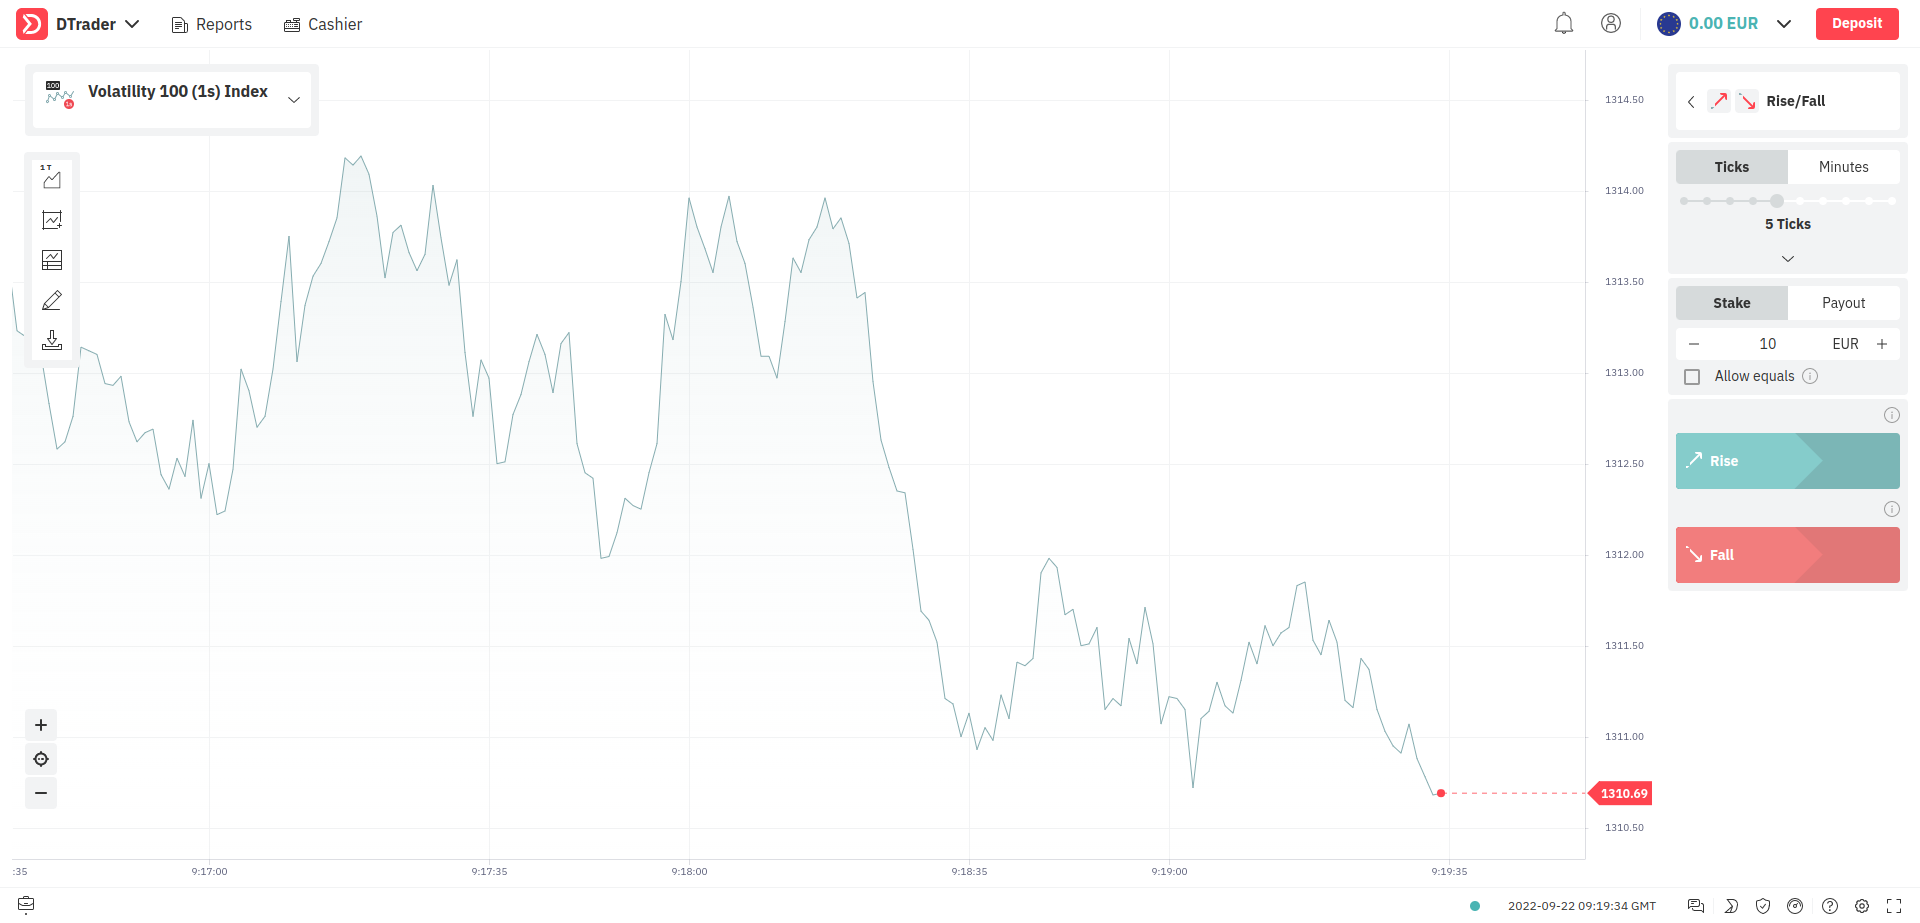 DTrader
Reports
Cashier
0.00 EUR
Deposit
100
1s
Volatility 100 (1s) Index
1 T
1314.50
1314.00
1313.50
1313.00
1312.50
1312.00
1311.50
1311.00
1310.69
1310.50
:35
9:17:00
9:17:35
9:18:00
9:18:35
9:19:00
9:19:35
Rise/Fall
Ticks
Minutes
5 Ticks
Stake
Payout
10
EUR
Allow equals
Rise
Fall
2022-09-22 09:19:34 GMT